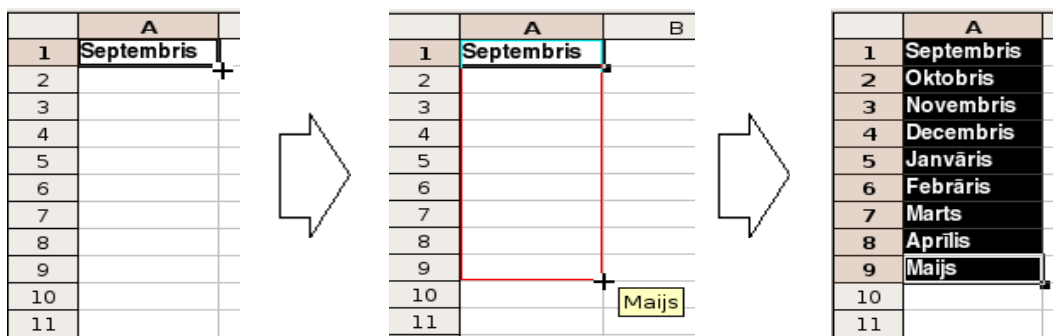 A
1 Septembris
2
3
4
5
6
7
8
9
10
11
A B
1 Septembris
2
3
4
5
6
7
8
9
10 Maijs
11
A
1 Septembris
2 Oktobris
3 Novembris
4 Decembris
5 Janvāris
6 Febrāris
7 Marts
8 Aprīlis
9 Maijs
10
11